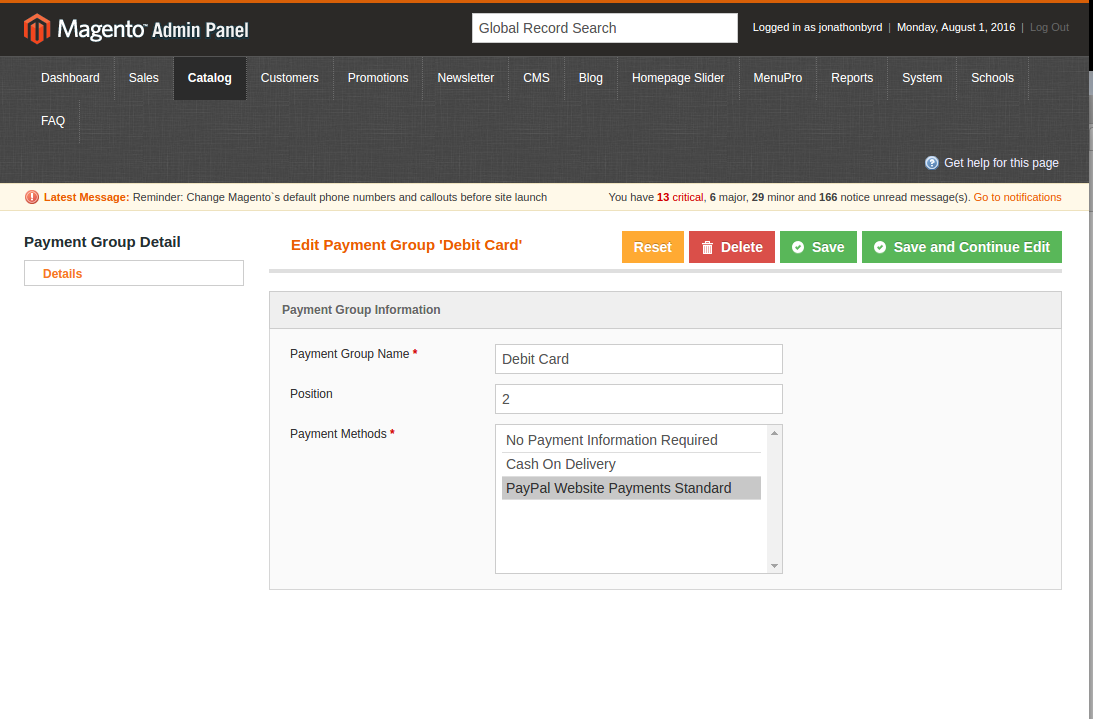 Magento™ Admin Panel
Global Record Search
Logged in as jonathonbyrd | Monday, August 1, 2016 | Log Out
Dashboard Sales Catalog Customers Promotions Newsletter CMS Blog Homepage Slider MenuPro Reports System Schools
FAQ
Get help for this page
Latest Message: Reminder: Change Magento`s default phone numbers and callouts before site launch You have 13 critical, 6 major, 29 minor and 166 notice unread message(s). Go to notifications
Payment Group Detail
Details
Edit Payment Group 'Debit Card' Reset Delete Save Save and Continue Edit
Payment Group Information
Payment Group Name * Debit Card
Position 2
Payment Methods * No Payment Information Required
Cash On Delivery
PayPal Website Payments Standard